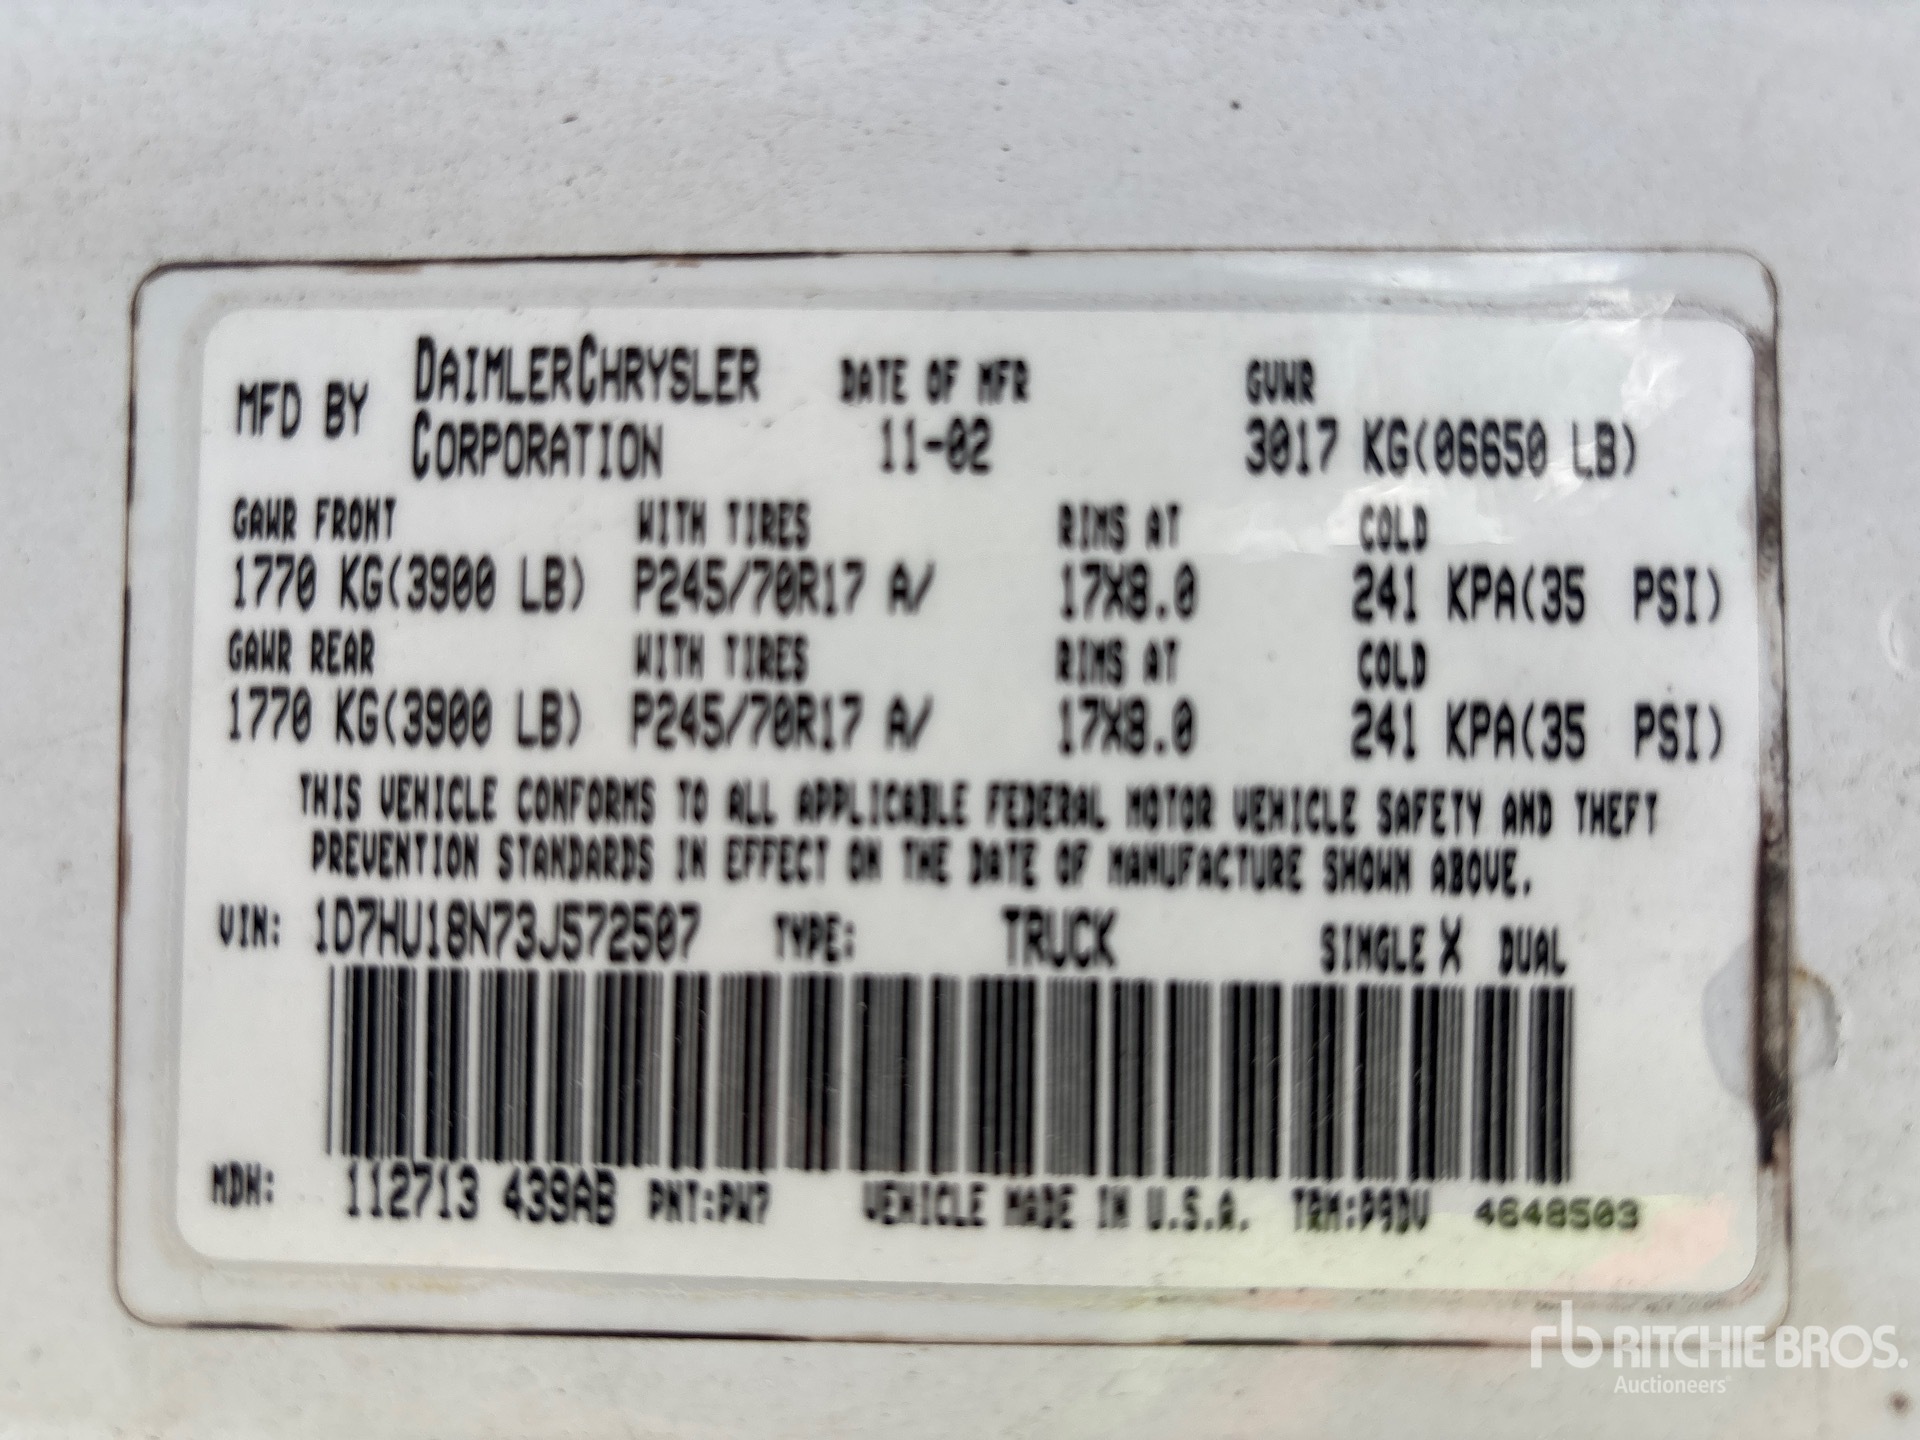 MFD BY DAIMLERCHRYSLER CORPORATION DATE OF MFR 11-02 GVWR 3017 KG(06650 LB)
GAWR FRONT WITH TIRES RIMS AT COLD
1770 KG(3900 LB) P245/70R17 A/ 17X8.0 241 KPA(35 PSI)
GAWR REAR WITH TIRES RIMS AT COLD
1770 KG(3900 LB) P245/70R17 A/ 17X8.0 241 KPA(35 PSI)
THIS VEHICLE CONFORMS TO ALL APPLICABLE FEDERAL MOTOR VEHICLE SAFETY AND THEFT
PREVENTION STANDARDS IN EFFECT ON THE DATE OF MANUFACTURE SHOWN ABOVE.
VIN: 1D7HU18N73J572507 TYPE: TRUCK SINGLE X DUAL
MDH: 112713 439AB PNT:PW7 VEHICLE MADE IN U.S.A. TRM:P9DV 4648503
rb RITCHIE BROS.
Auctioneers